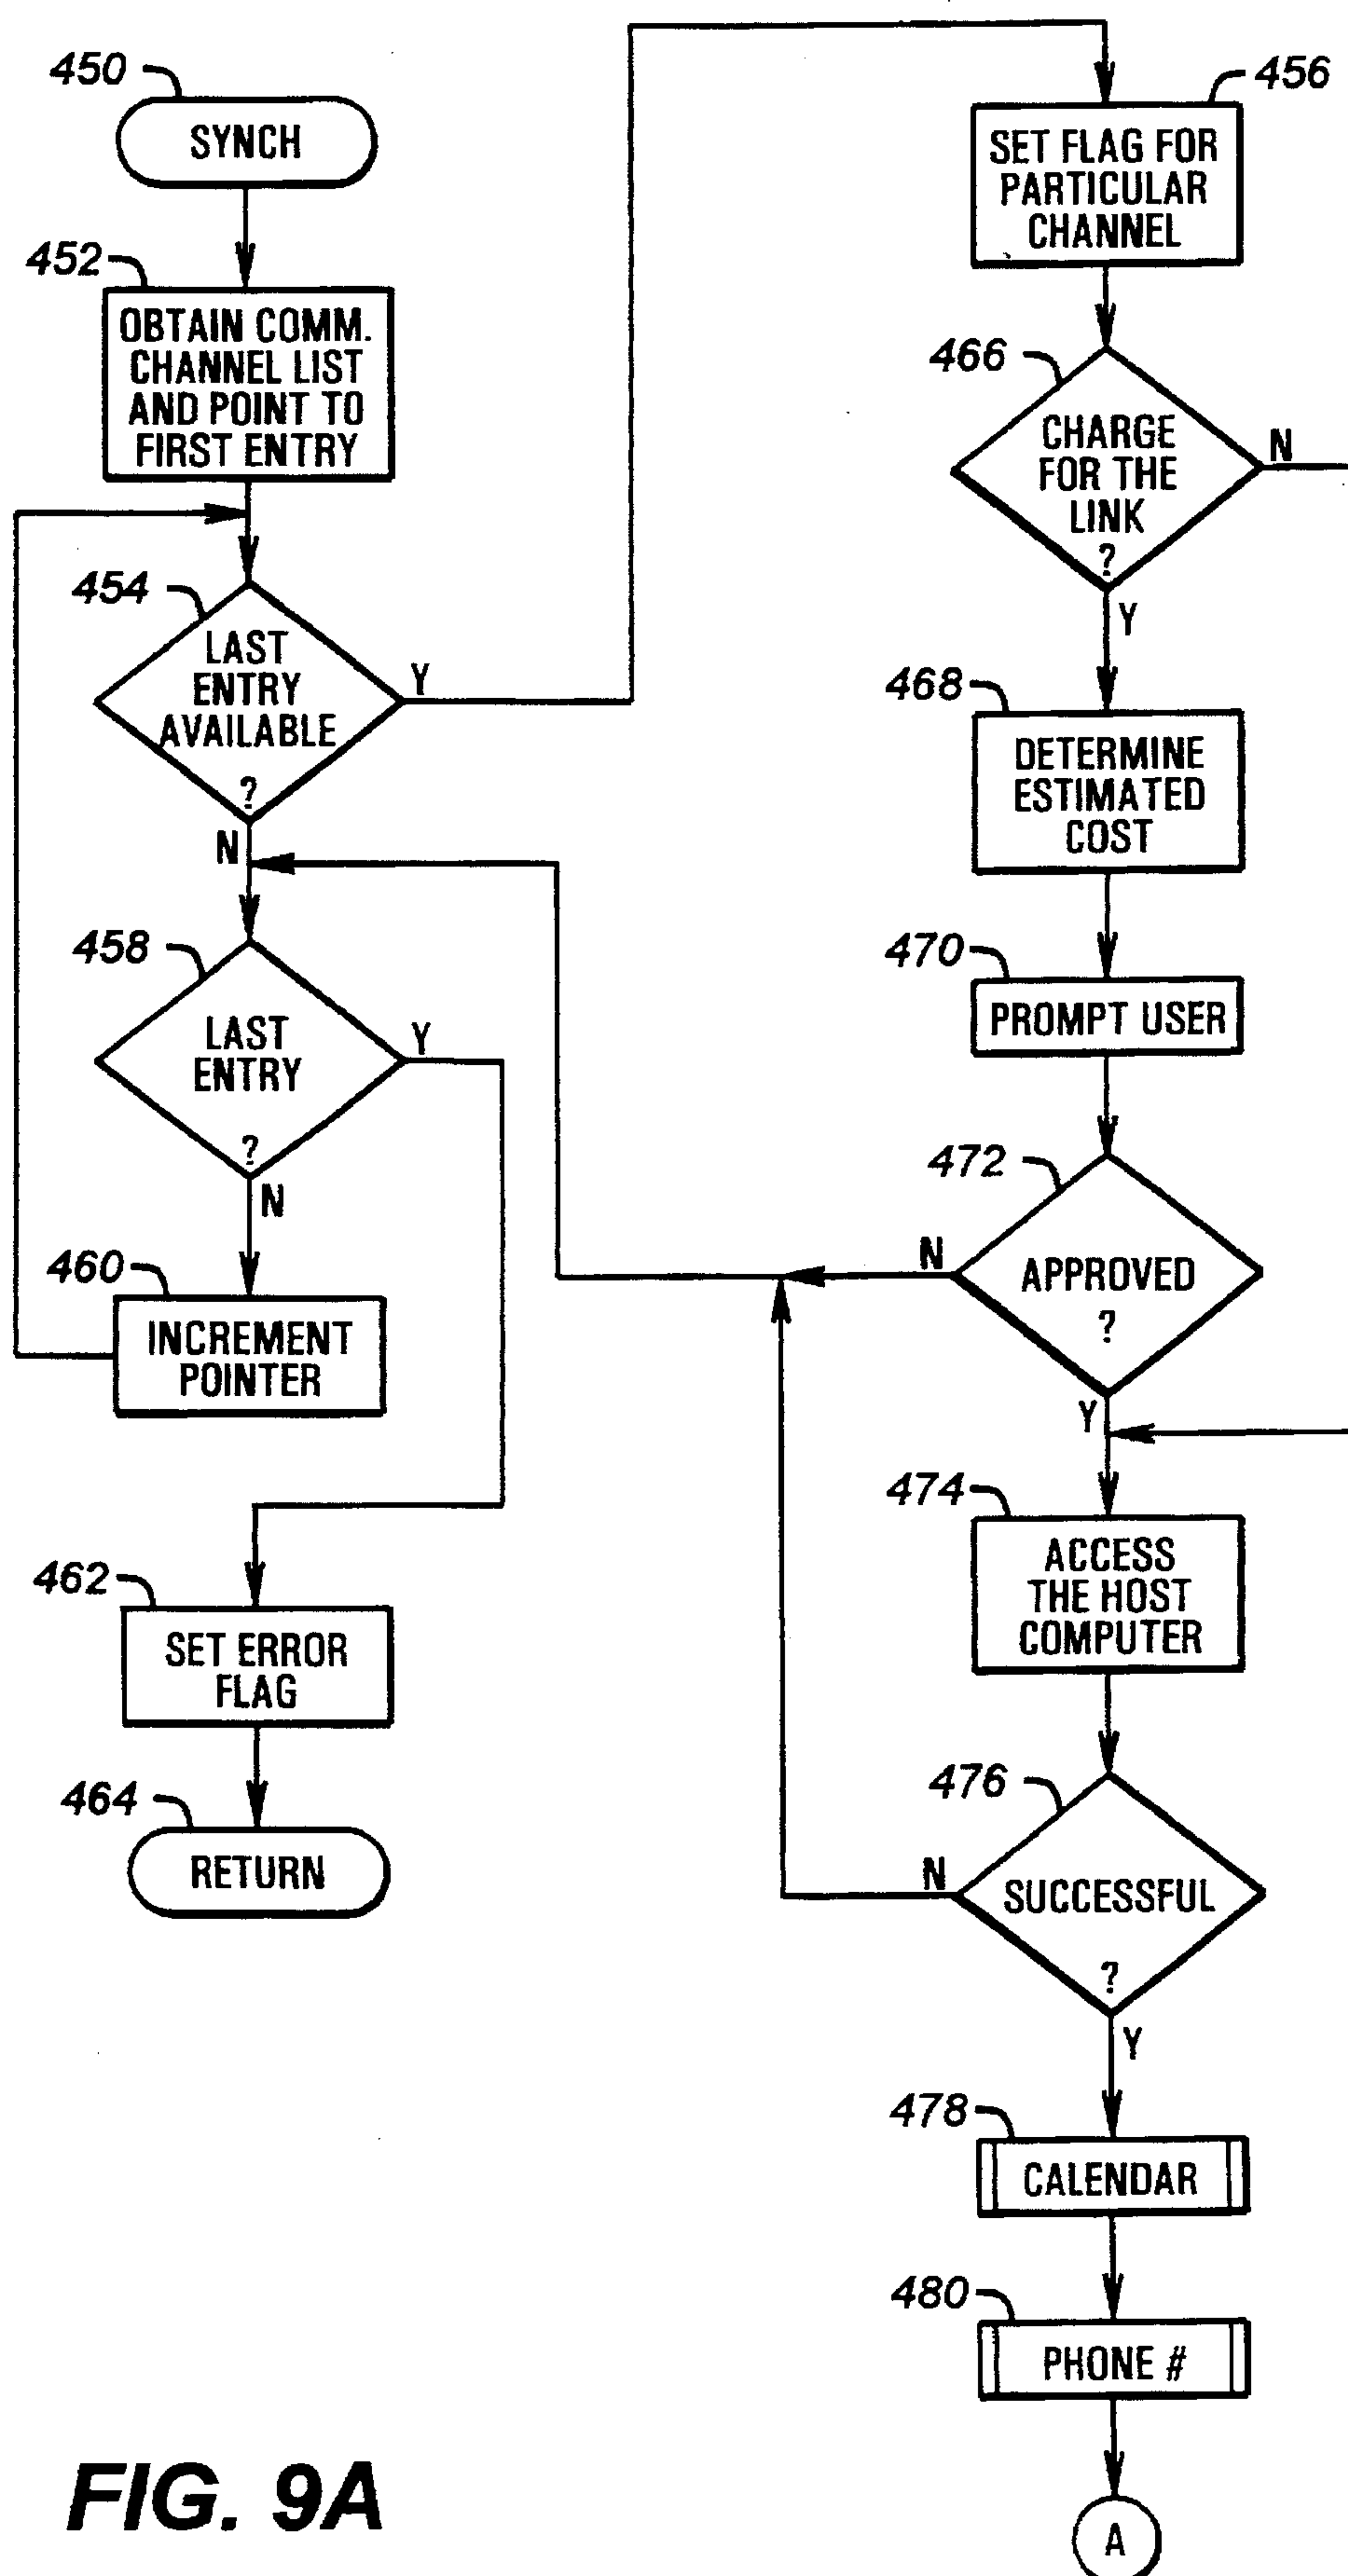 450
SYNCH
452
OBTAIN COMM.
CHANNEL LIST
AND POINT TO
FIRST ENTRY
454
LAST
ENTRY
AVAILABLE
?
Y
N
458
LAST
ENTRY
?
Y
N
460
INCREMENT
POINTER
462
SET ERROR
FLAG
464
RETURN
456
SET FLAG FOR
PARTICULAR
CHANNEL
466
CHARGE
FOR THE
LINK
?
N
Y
468
DETERMINE
ESTIMATED
COST
470
PROMPT USER
472
APPROVED
?
N
Y
474
ACCESS
THE HOST
COMPUTER
476
SUCCESSFUL
?
N
Y
478
CALENDAR
480
PHONE #
A
FIG. 9A